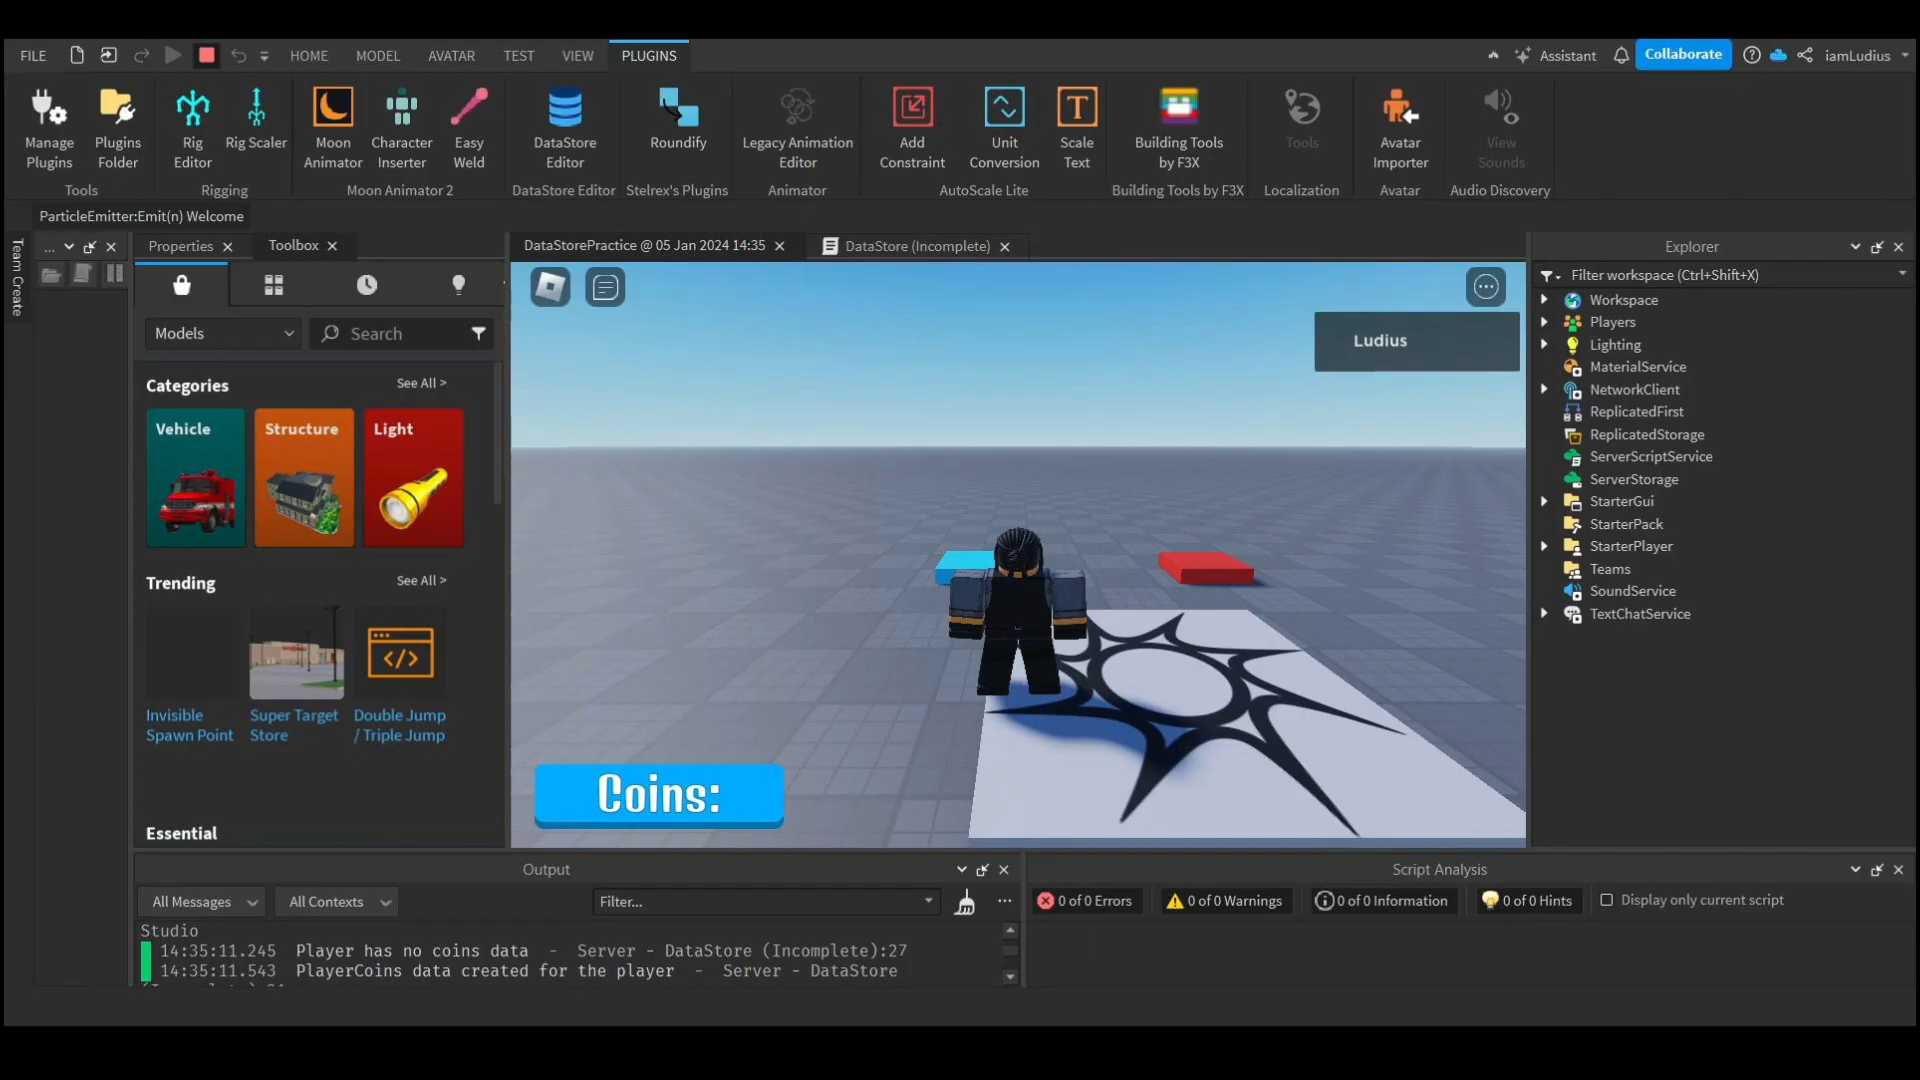 FILE
HOME
MODEL
AVATAR
TEST
VIEW
PLUGINS
Assistant
Collaborate
iamLudius
Manage
Plugins
Plugins
Folder
Tools
Rig
Editor
Rig Scaler
Rigging
Moon
Animator
Character
Inserter
Easy
Weld
Moon Animator 2
DataStore
Editor
DataStore Editor
Roundify
Stelrex's Plugins
Legacy Animation
Editor
Animator
Add
Constraint
Unit
Conversion
Scale
Text
AutoScale Lite
Building Tools
by F3X
Building Tools by F3X
Tools
Localization
Avatar
Importer
Avatar
View
Sounds
Audio Discovery
ParticleEmitter:Emit(n) Welcome
Team Create
...
Properties
Toolbox
DataStorePractice @ 05 Jan 2024 14:35
DataStore (Incomplete)
Explorer
Models
Search
Categories
See All >
Vehicle
Structure
Light
Trending
See All >
Invisible
Spawn Point
Super Target
Store
Double Jump
/ Triple Jump
Essential
Ludius
Coins:
Filter workspace (Ctrl+Shift+X)
Workspace
Players
Lighting
MaterialService
NetworkClient
ReplicatedFirst
ReplicatedStorage
ServerScriptService
ServerStorage
StarterGui
StarterPack
StarterPlayer
Teams
SoundService
TextChatService
Output
All Messages
All Contexts
Filter...
Studio
14:35:11.245 Player has no coins data - Server - DataStore (Incomplete):27
14:35:11.543 PlayerCoins data created for the player - Server - DataStore
Script Analysis
0 of 0 Errors
0 of 0 Warnings
0 of 0 Information
0 of 0 Hints
Display only current script